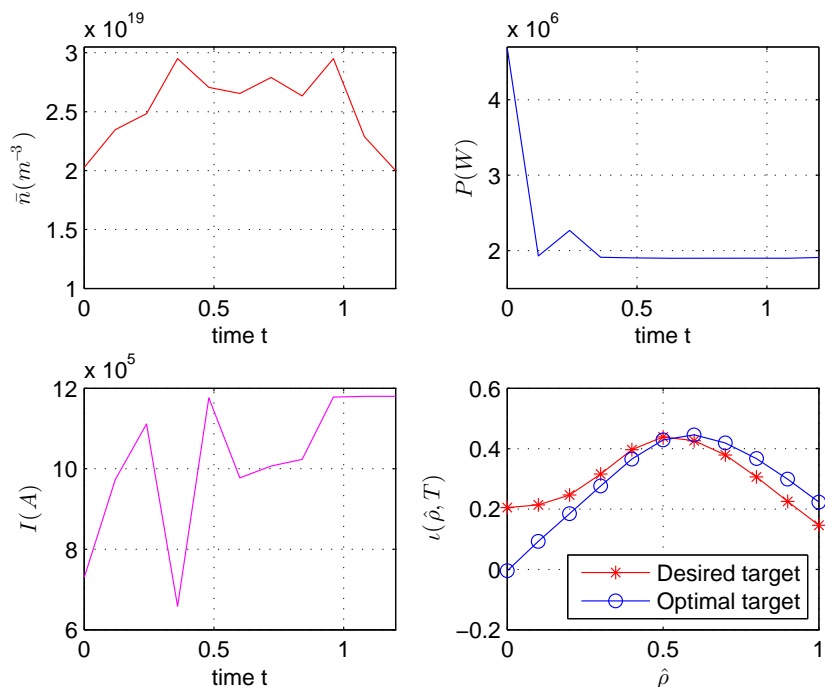 x 10^19
3
2.5
2
1.5
1
n̄(m⁻³)
0
0.5
1
time t
x 10^6
4
3
2
P(W)
0
0.5
1
time t
x 10^5
12
10
8
6
I(A)
0
0.5
1
time t
0.6
0.4
0.2
0
−0.2
ι(ρ̂, T)
Desired target
Optimal target
0
0.5
1
ρ̂